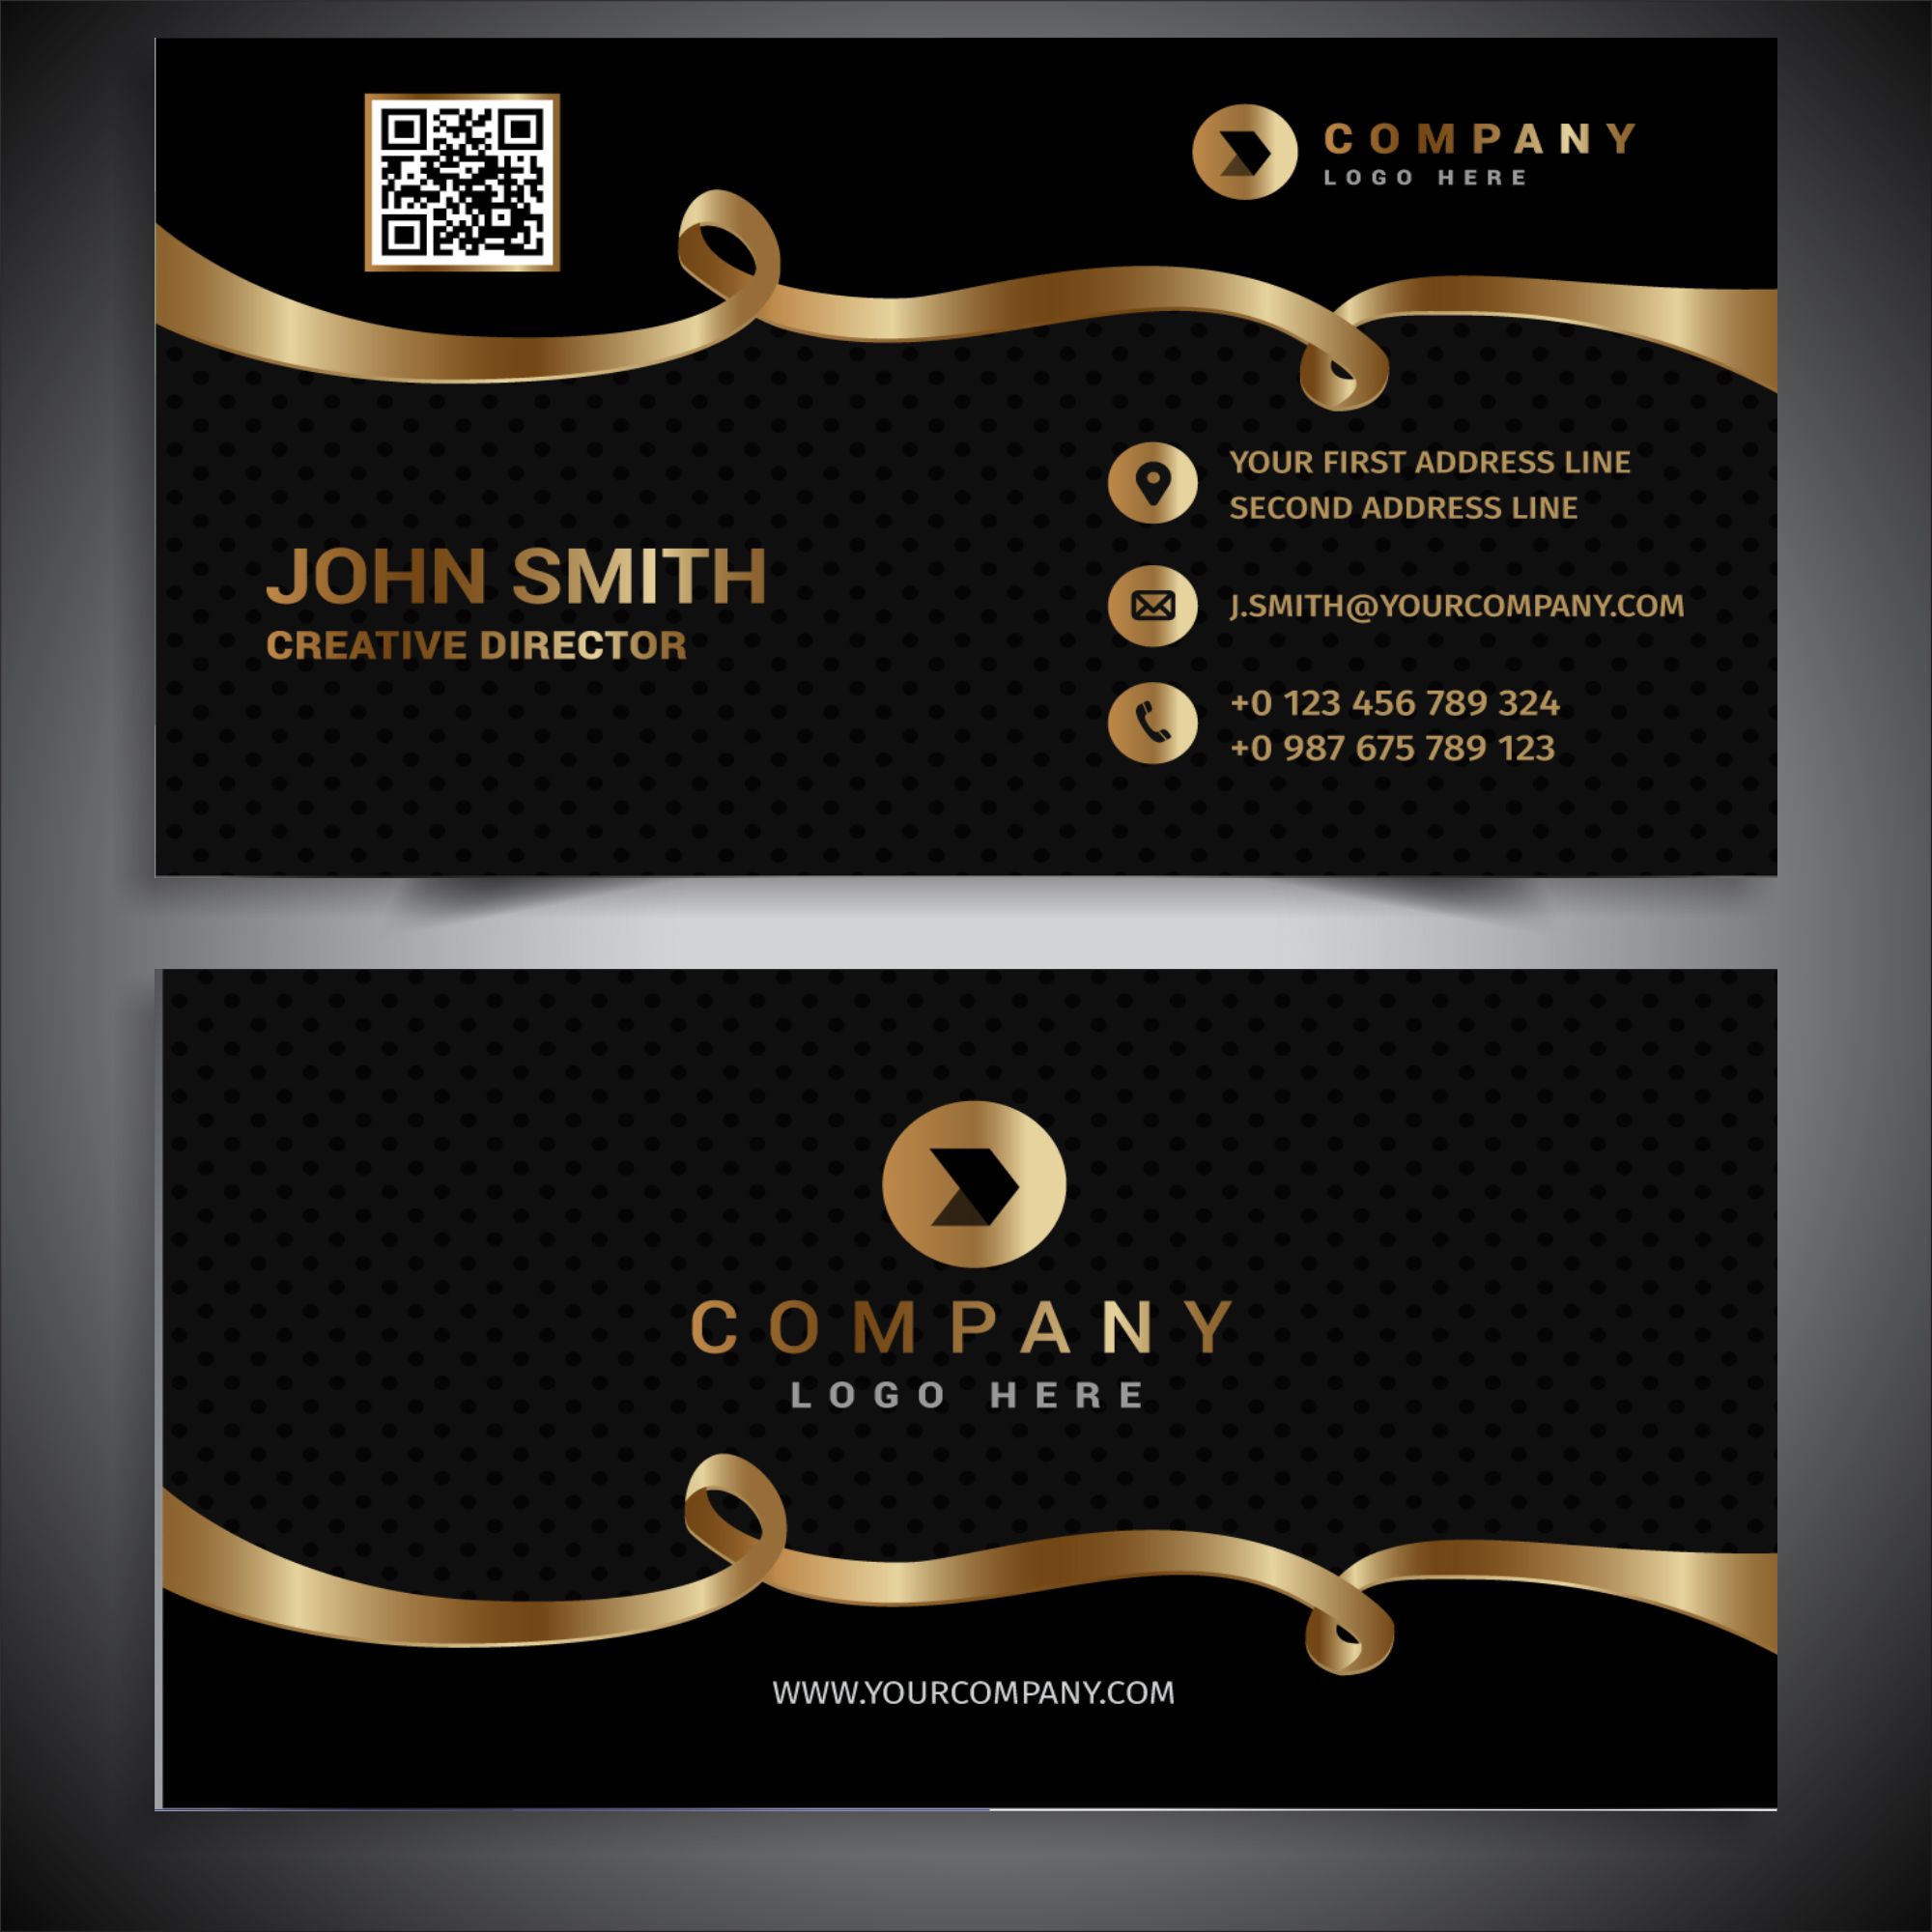 COMPANY
LOGO HERE
JOHN SMITH
CREATIVE DIRECTOR
YOUR FIRST ADDRESS LINE
SECOND ADDRESS LINE
J.SMITH@YOURCOMPANY.COM
+0 123 456 789 324
+0 987 675 789 123
COMPANY
LOGO HERE
WWW.YOURCOMPANY.COM